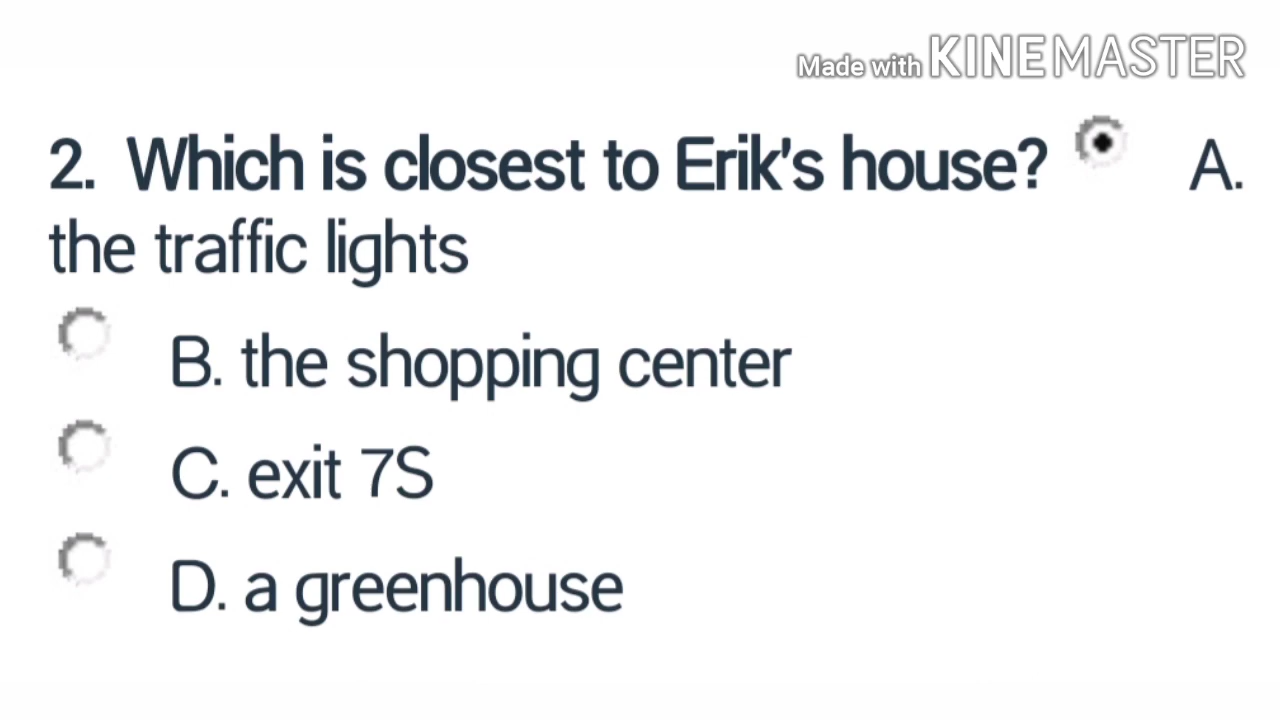 Made with KINEMASTER
2. Which is closest to Erik's house? A.
the traffic lights
B. the shopping center
C. exit 7S
D. a greenhouse